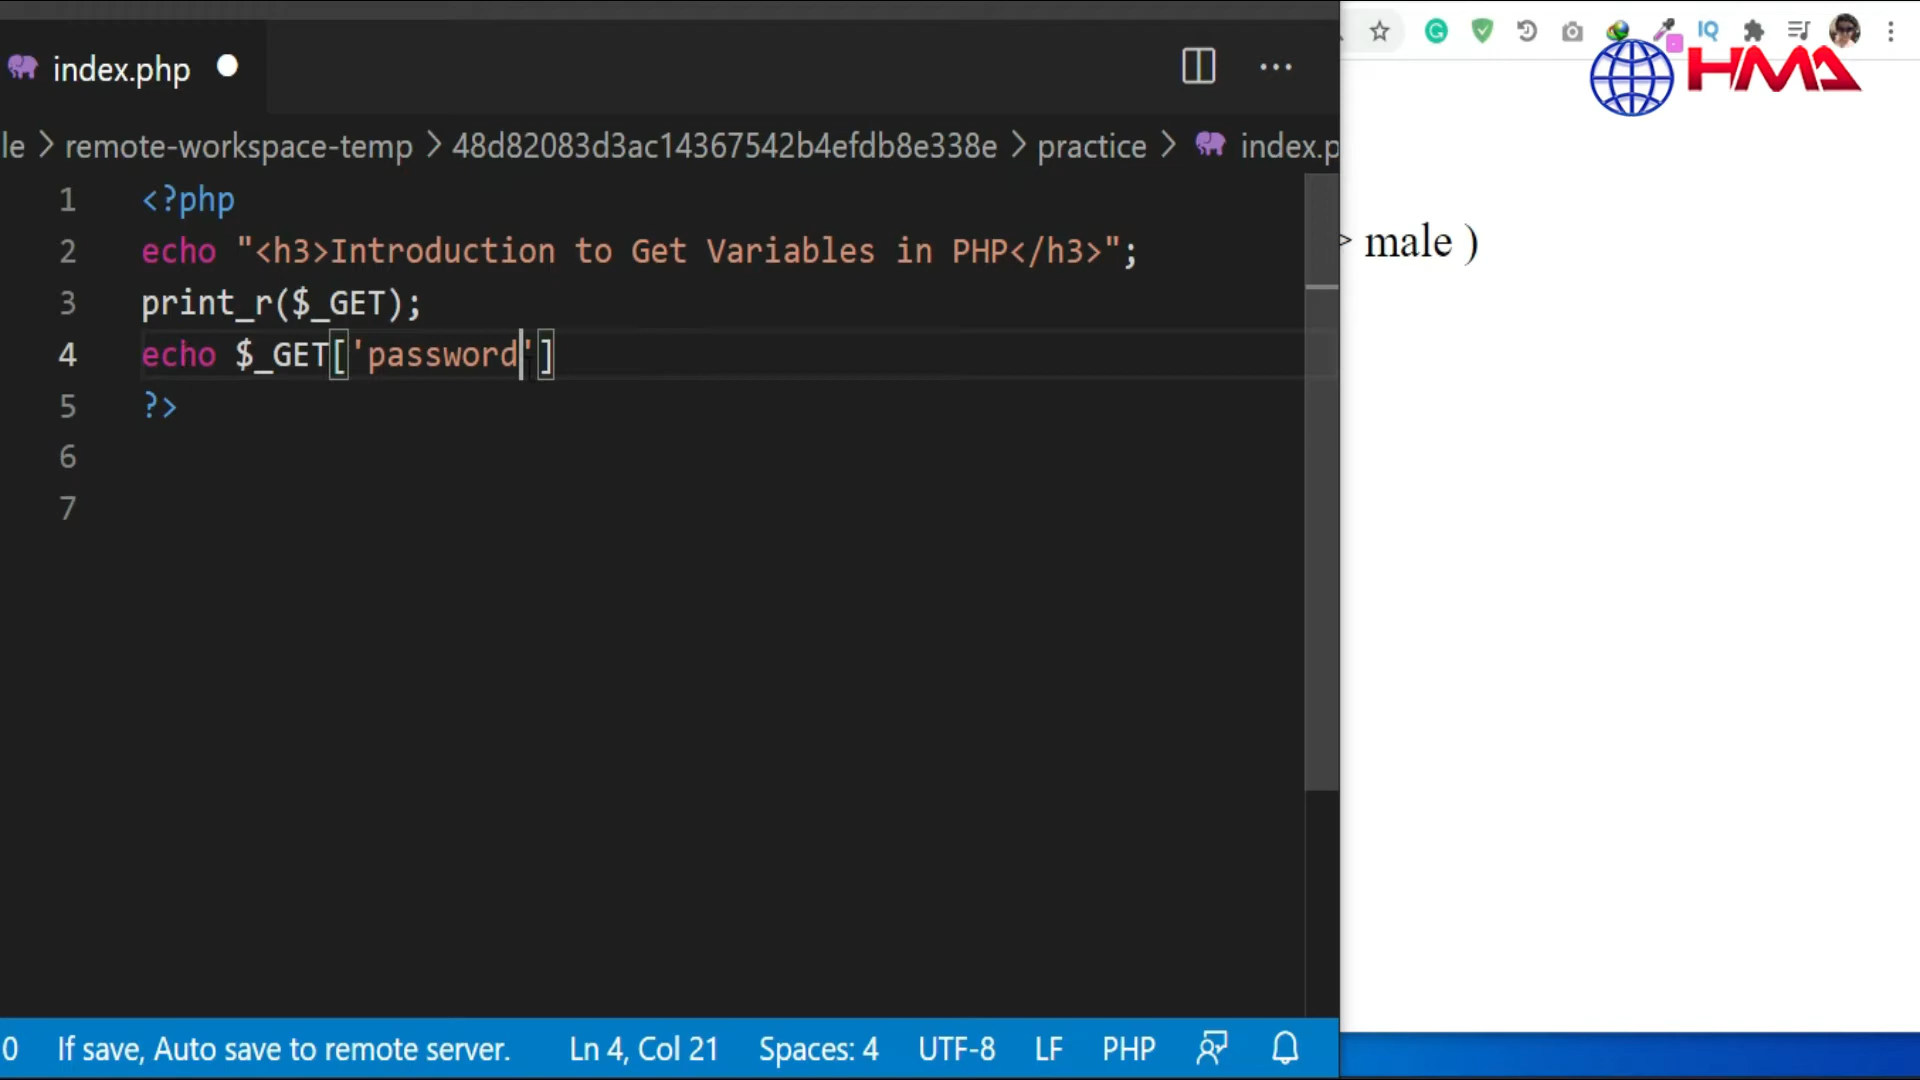 index.php
le > remote-workspace-temp > 48d82083d3ac14367542b4efdb8e338e > practice > index.p
1 <?php
2 echo "<h3>Introduction to Get Variables in PHP</h3>";
3 print_r($_GET);
4 echo $_GET['password']
5 ?>
6
7
0 If save, Auto save to remote server. Ln 4, Col 21 Spaces: 4 UTF-8 LF PHP
IQ
HMA
> male )